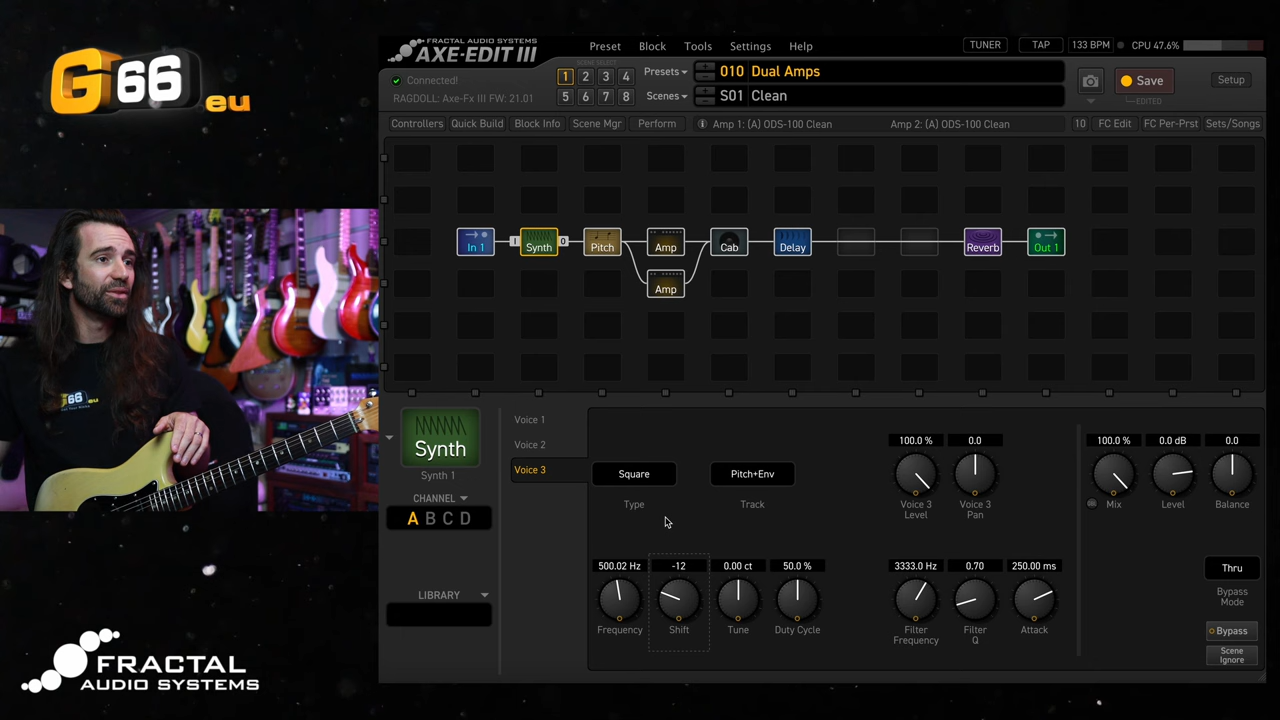 G66
.eu
FRACTAL AUDIO SYSTEMS
AXE-EDIT III
Preset Block Tools Settings Help
TUNER TAP 133 BPM CPU 47.6%
Connected!
RAGDOLL: Axe-Fx III FW: 21.01
SCENE SELECT
1 2 3 4
5 6 7 8
Presets 010 Dual Amps
Scenes S01 Clean
Save
EDITED
Setup
Controllers Quick Build Block Info Scene Mgr Perform
Amp 1: (A) ODS-100 Clean Amp 2: (A) ODS-100 Clean
10 FC Edit FC Per-Prst Sets/Songs
In 1 Synth Pitch Amp Cab Delay Reverb Out 1
I O
Amp
G66.eu
Synth
Synth 1
CHANNEL
A B C D
LIBRARY
Voice 1
Voice 2
Voice 3
Square
Type
Pitch+Env
Track
100.0 % 0.0
Voice 3 Level
Voice 3 Pan
100.0 % 0.0 dB 0.0
Mix Level Balance
500.02 Hz -12 0.00 ct 50.0 %
Frequency Shift Tune Duty Cycle
3333.0 Hz 0.70 250.00 ms
Filter Frequency
Filter Q
Attack
Thru
Bypass Mode
Bypass
Scene Ignore
FRACTAL
AUDIO SYSTEMS